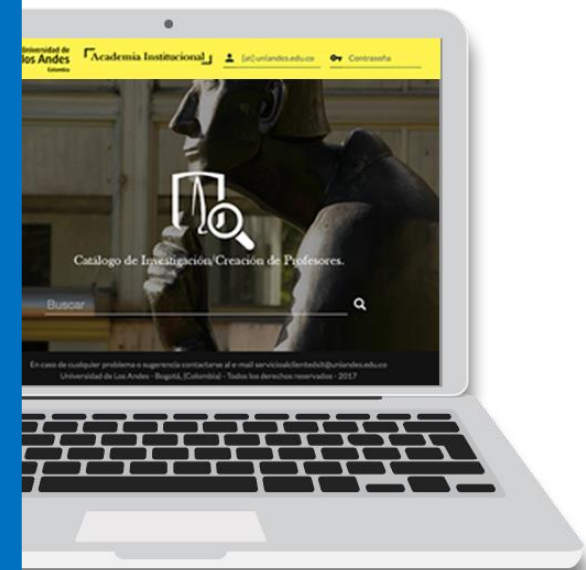 Universidad de
los Andes
Colombia
Academia Institucional
[at] uniandes.edu.co
Contraseña
Catálogo de Investigación/Creación de Profesores.
Buscar
En caso de cualquier problema o sugerencia contactarse al e-mail servicioalclientedsit@uniandes.edu.co
Universidad de Los Andes - Bogotá, (Colombia) - Todos los derechos reservados - 2017